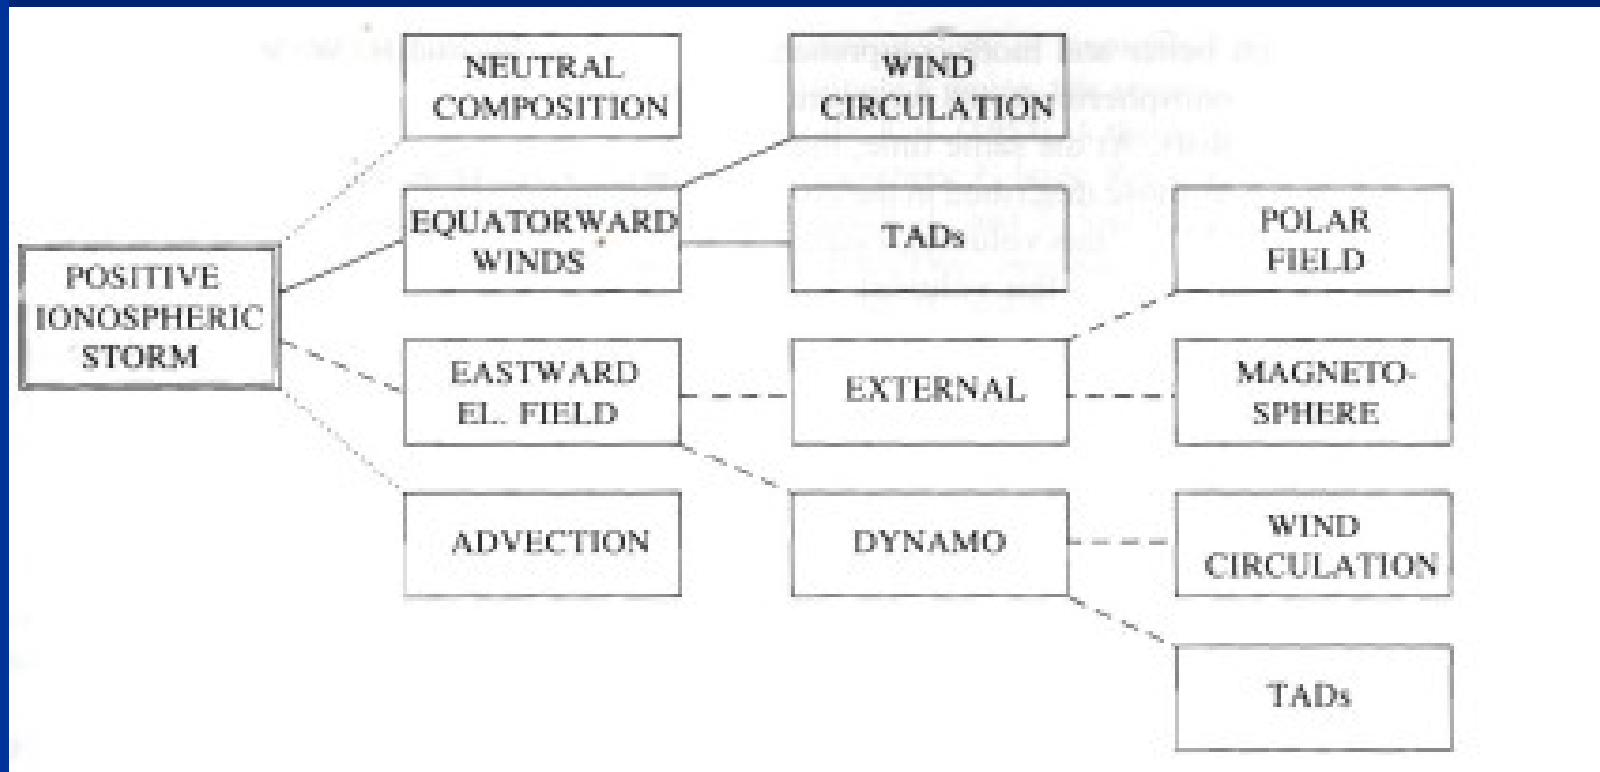 NEUTRAL
COMPOSITION
WIND
CIRCULATION
EQUATORWARD
WINDS
TADs
POLAR
FIELD
POSITIVE
IONOSPHERIC
STORM
EASTWARD
EL. FIELD
EXTERNAL
MAGNETO-
SPHERE
ADVECTION
DYNAMO
WIND
CIRCULATION
TADs